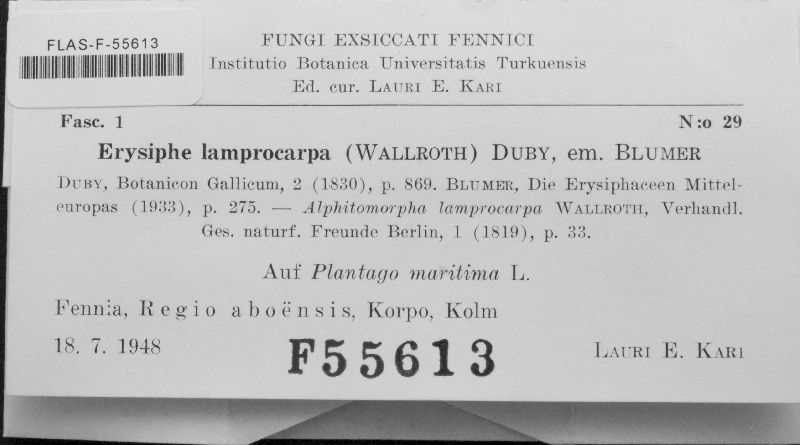 FLAS-F-55613
FUNGI EXSICCATI FENNICI
Institutio Botanica Universitatis Turkuensis
Ed. cur. LAURI E. KARI
Fasc. 1 N:o 29
Erysiphe lamprocarpa (WALLROTH) DUBY, em. BLUMER
DUBY, Botanicon Gallicum, 2 (1830), p. 869. BLUMER, Die Erysiphaceen Mittel-
europas (1933), p. 275. — Alphitomorpha lamprocarpa WALLROTH, Verhandl.
Ges. naturf. Freunde Berlin, 1 (1819), p. 33.
Auf Plantago maritima L.
Fennia, Regio aboënsis, Korpo, Kolm
18. 7. 1948
F55613
LAURI E. KARI